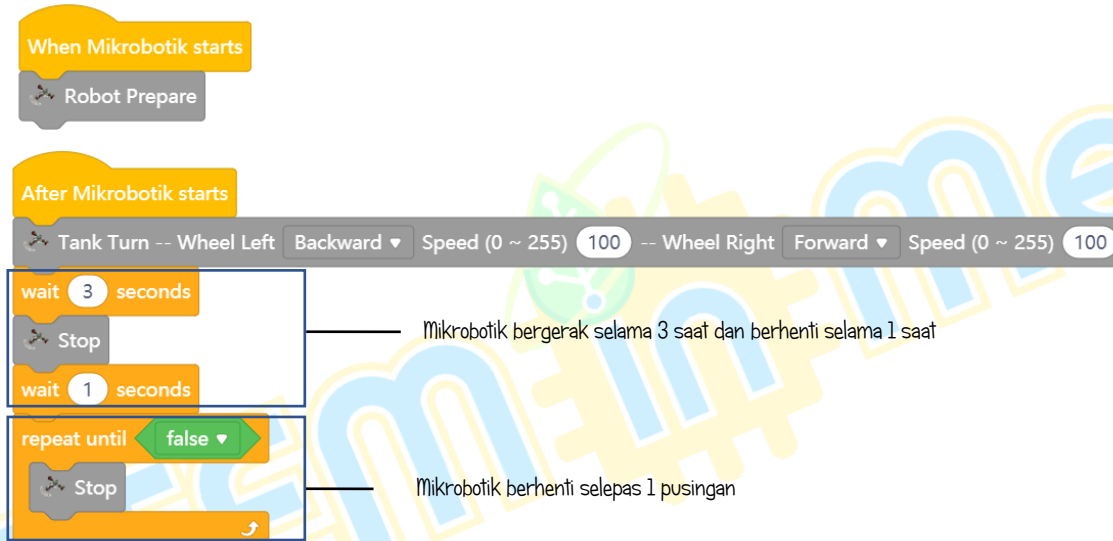 When Mikrobotik starts
Robot Prepare
After Mikrobotik starts
Tank Turn -- Wheel Left Backward ▾ Speed (0 ~ 255) 100 -- Wheel Right Forward ▾ Speed (0 ~ 255) 100
wait 3 seconds
Stop
wait 1 seconds
Mikrobotik bergerak selama 3 saat dan berhenti selama 1 saat
repeat until false ▾
Stop
Mikrobotik berhenti selepas 1 pusingan